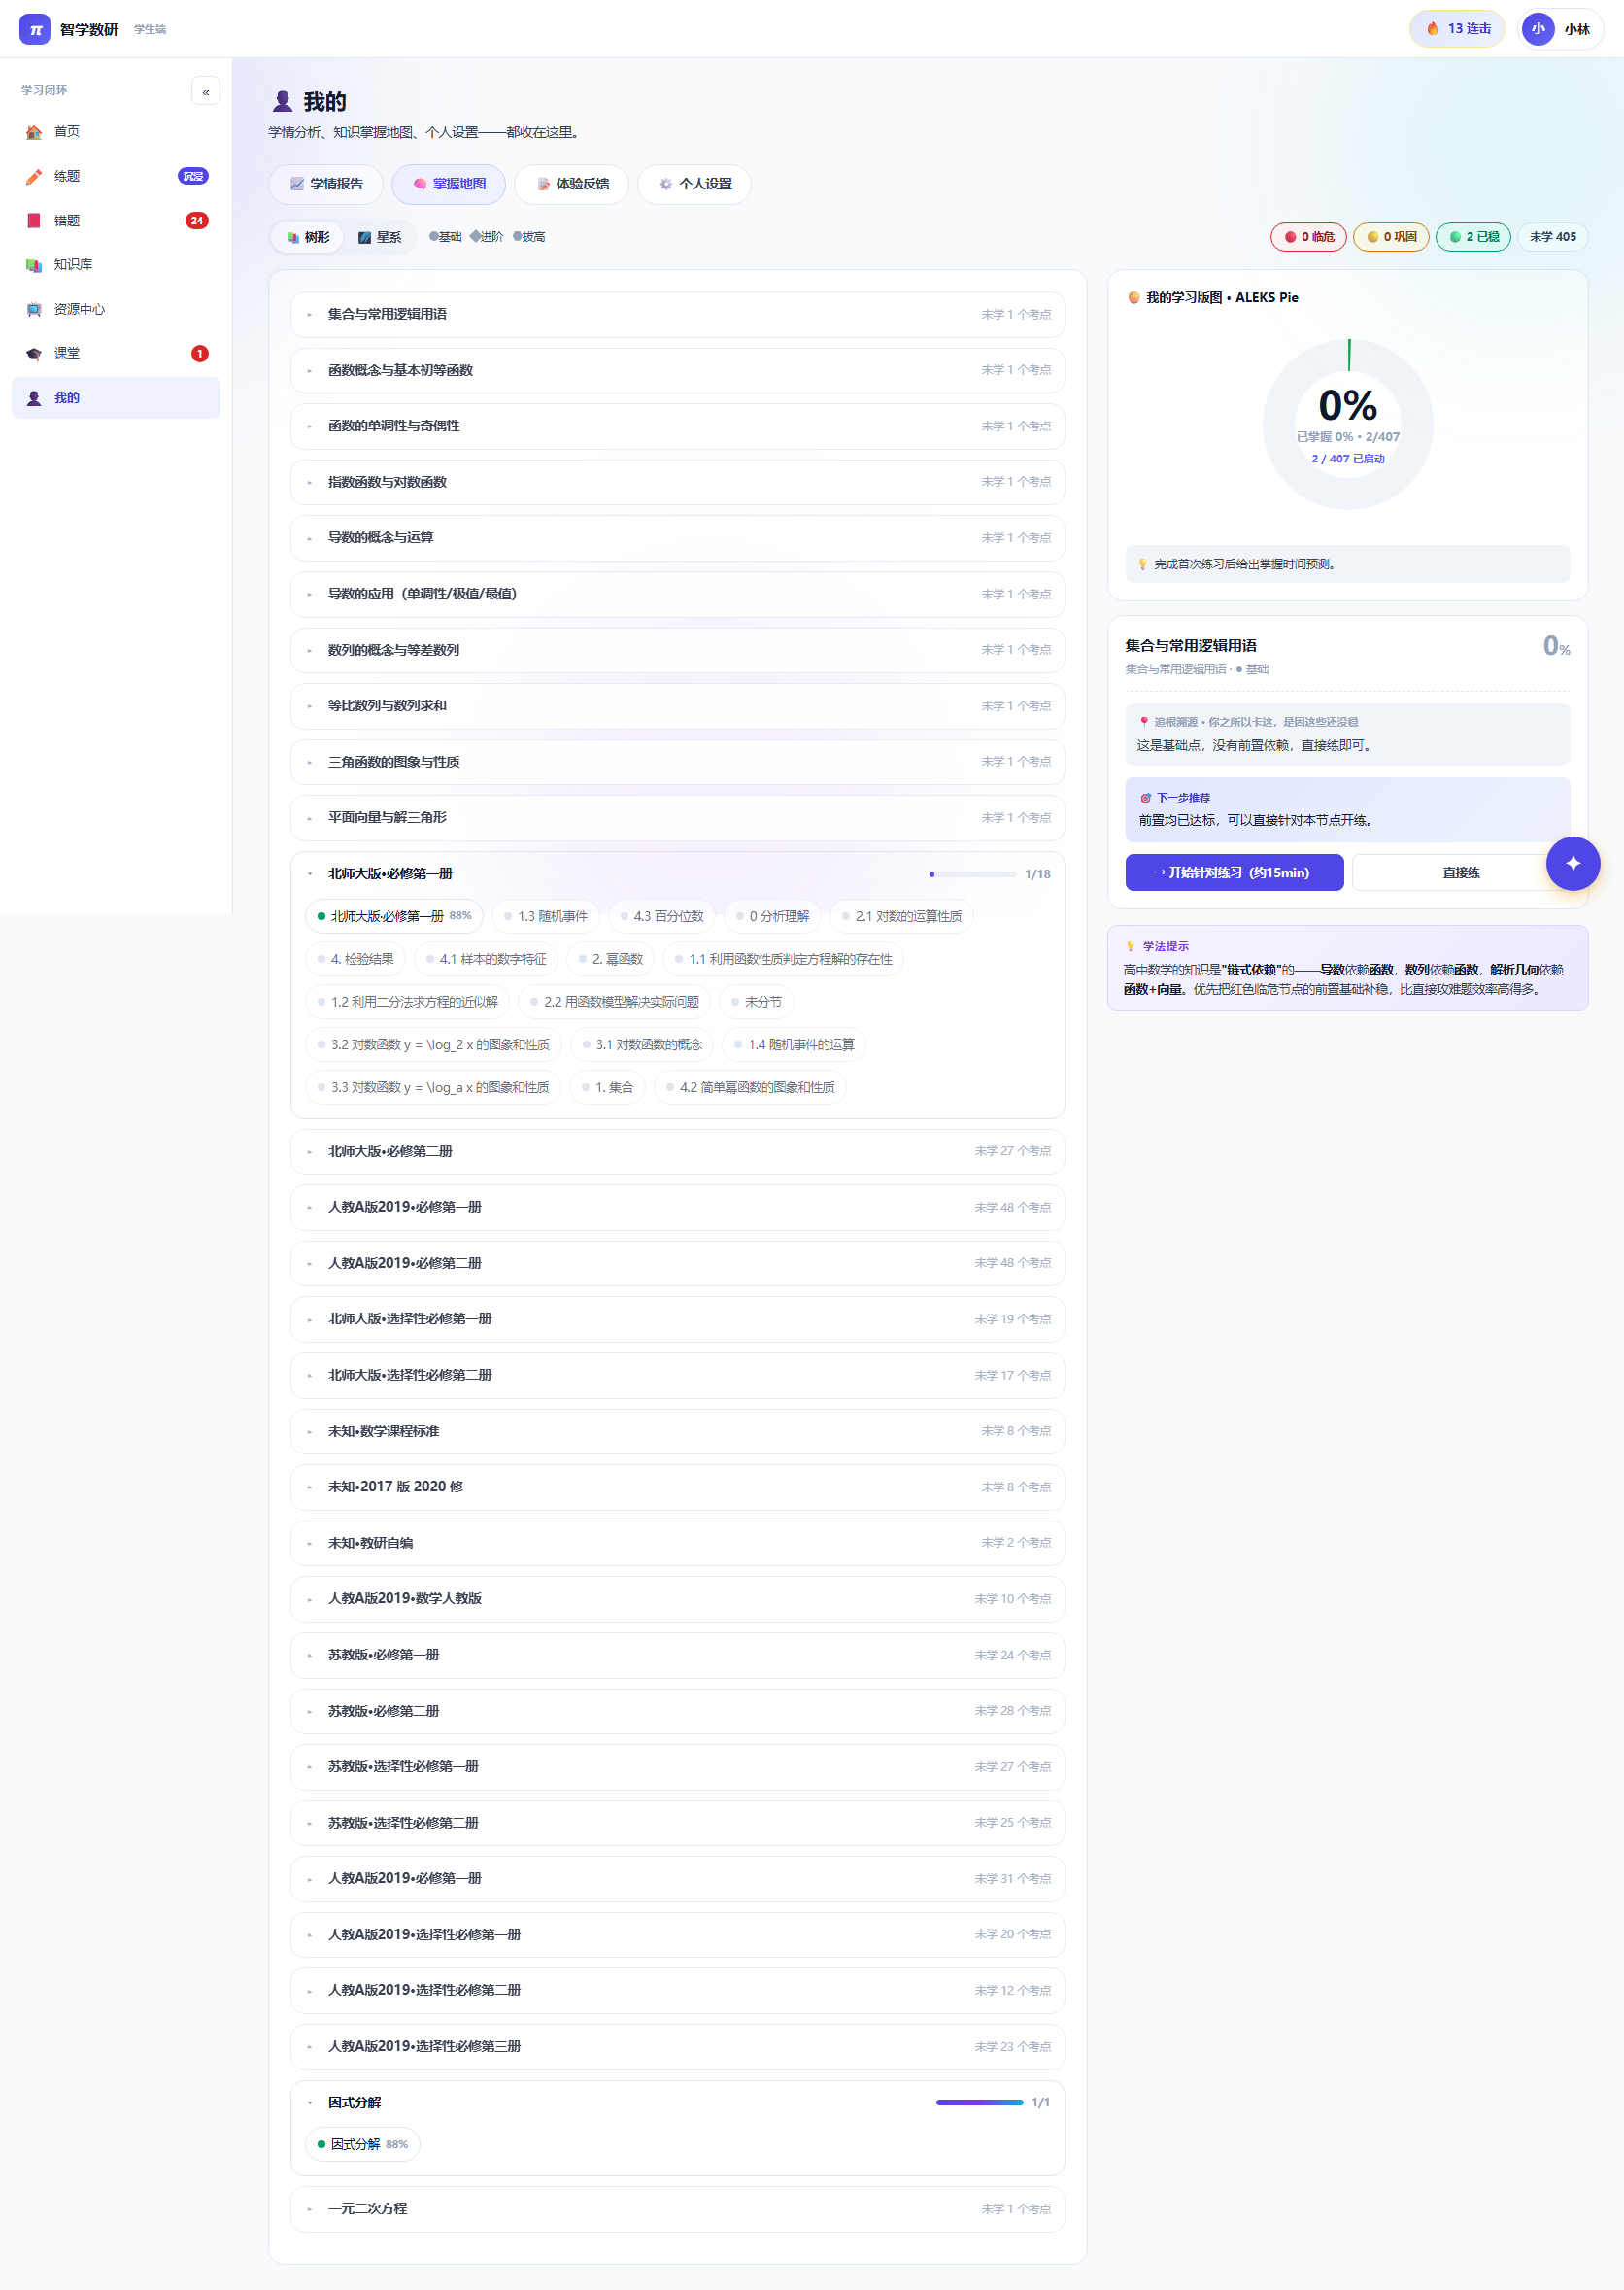 π 智学数研 学生端
13 连击
小 小林
学习闭环 «
首页
练题 沉浸
错题 24
知识库
资源中心
课堂 1
我的
我的
学情分析、知识掌握地图、个人设置——都收在这里。
学情报告 掌握地图 体验反馈 个人设置
树形 星系 基础 进阶 拔高
0 临危 0 巩固 2 已稳 未学 405
集合与常用逻辑用语 未学 1 个考点
函数概念与基本初等函数 未学 1 个考点
函数的单调性与奇偶性 未学 1 个考点
指数函数与对数函数 未学 1 个考点
导数的概念与运算 未学 1 个考点
导数的应用（单调性/极值/最值） 未学 1 个考点
数列的概念与等差数列 未学 1 个考点
等比数列与数列求和 未学 1 个考点
三角函数的图象与性质 未学 1 个考点
平面向量与解三角形 未学 1 个考点
北师大版·必修第一册 1/18
北师大版·必修第一册 88% 1.3 随机事件 4.3 百分位数 0 分析理解 2.1 对数的运算性质
4. 检验结果 4.1 样本的数字特征 2. 幂函数 1.1 利用函数性质判定方程解的存在性
1.2 利用二分法求方程的近似解 2.2 用函数模型解决实际问题 未分节
3.2 对数函数 y = \log_2 x 的图象和性质 3.1 对数函数的概念 1.4 随机事件的运算
3.3 对数函数 y = \log_a x 的图象和性质 1. 集合 4.2 简单幂函数的图象和性质
北师大版·必修第二册 未学 27 个考点
人教A版2019·必修第一册 未学 48 个考点
人教A版2019·必修第二册 未学 48 个考点
北师大版·选择性必修第一册 未学 19 个考点
北师大版·选择性必修第二册 未学 17 个考点
未知·数学课程标准 未学 8 个考点
未知·2017 版 2020 修 未学 8 个考点
未知·教研自编 未学 2 个考点
人教A版2019·数学人教版 未学 10 个考点
苏教版·必修第一册 未学 24 个考点
苏教版·必修第二册 未学 28 个考点
苏教版·选择性必修第一册 未学 27 个考点
苏教版·选择性必修第二册 未学 25 个考点
人教A版2019·必修第一册 未学 31 个考点
人教A版2019·选择性必修第一册 未学 20 个考点
人教A版2019·选择性必修第二册 未学 12 个考点
人教A版2019·选择性必修第三册 未学 23 个考点
因式分解 1/1
因式分解 88%
一元二次方程 未学 1 个考点
我的学习版图 · ALEKS Pie
0%
已掌握 0% · 2/407
2 / 407 已启动
完成首次练习后给出掌握时间预测。
集合与常用逻辑用语 0%
集合与常用逻辑用语 · ● 基础
追根溯源 · 你之所以卡这，是因这些还没稳
这是基础点，没有前置依赖，直接练即可。
下一步推荐
前置均已达标，可以直接针对本节点开练。
→ 开始针对练习（约15min） 直接练
学法提示
高中数学的知识是"链式依赖"的——导数依赖函数，数列依赖函数，解析几何依赖
函数+向量。优先把红色临危节点的前置基础补稳，比直接攻难题效率高得多。